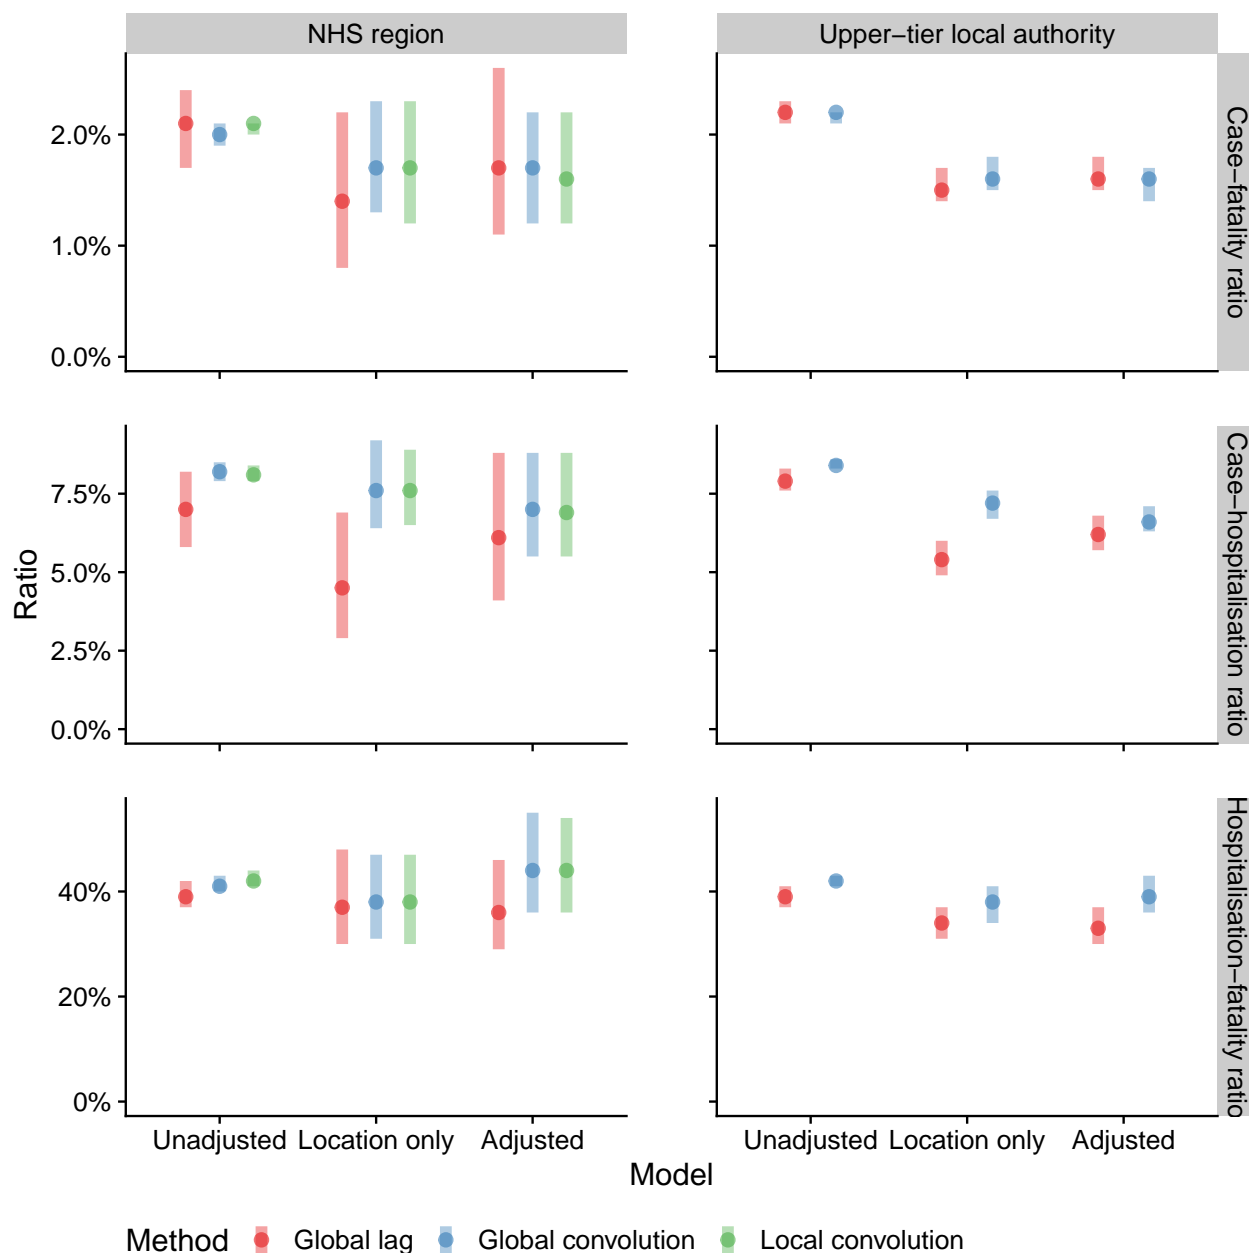 NHS region
Upper−tier local authority
2.0%
1.0%
0.0%
Case−fatality ratio
7.5%
5.0%
2.5%
0.0%
Case−hospitalisation ratio
Ratio
40%
20%
0%
Hospitalisation−fatality ratio
Unadjusted Location only Adjusted
Unadjusted Location only Adjusted
Model
Method Global lag Global convolution Local convolution